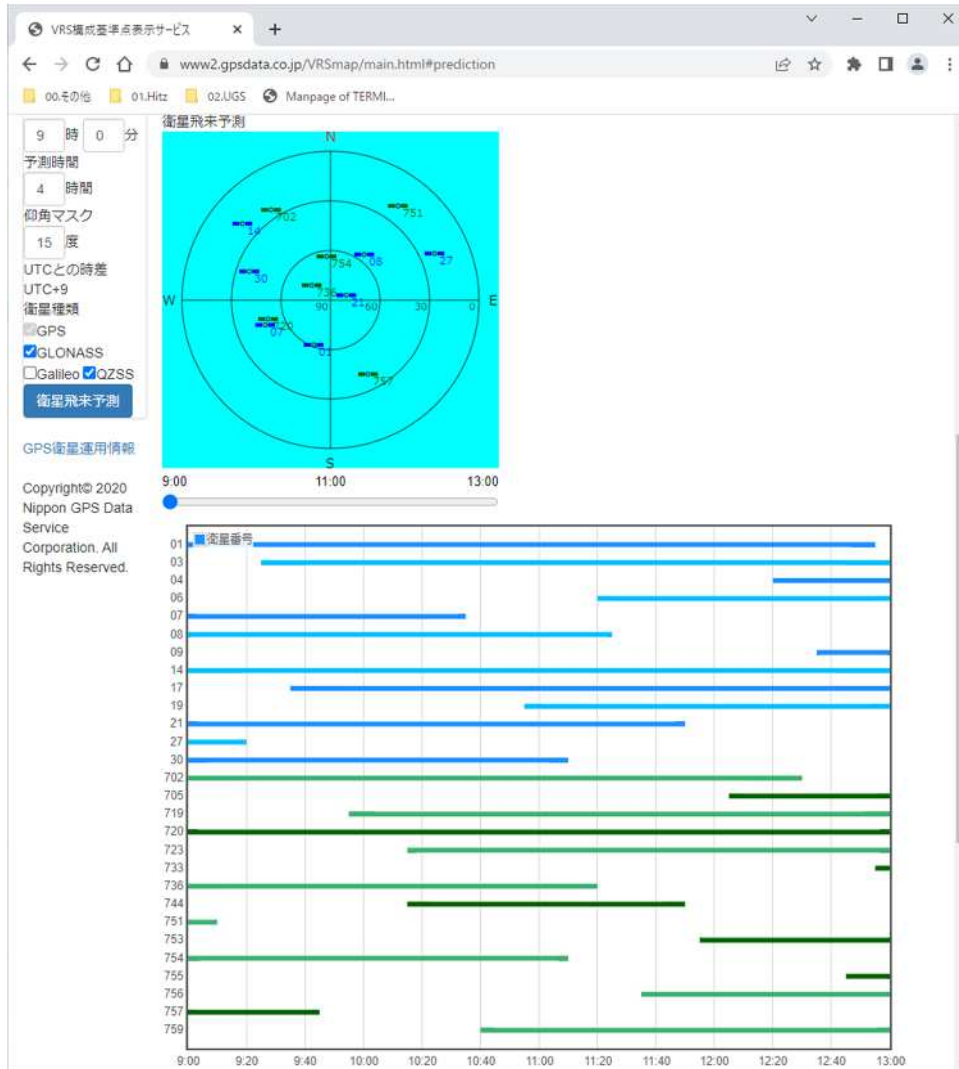 VRS構成基準点表示サービス
www2.gpsdata.co.jp/VRSmap/main.html#prediction
00.その他 01.Hitz 02.UGS Manpage of TERMI...
9 時 0 分
予測時間
4 時間
仰角マスク
15 度
UTCとの時差
UTC+9
衛星種類
GPS
GLONASS
Galileo QZSS
衛星飛来予測
GPS衛星運用情報
Copyright© 2020
Nippon GPS Data
Service
Corporation. All
Rights Reserved.
衛星飛来予測
N
702 751
14
754 08 27
30
736
21
W 90 60 30 0 E
720
07
01
757
S
9:00 11:00 13:00
衛星番号
01
03
04
06
07
08
09
14
17
19
21
27
30
702
705
719
720
723
733
736
744
751
753
754
755
756
757
759
9:00 9:20 9:40 10:00 10:20 10:40 11:00 11:20 11:40 12:00 12:20 12:40 13:00